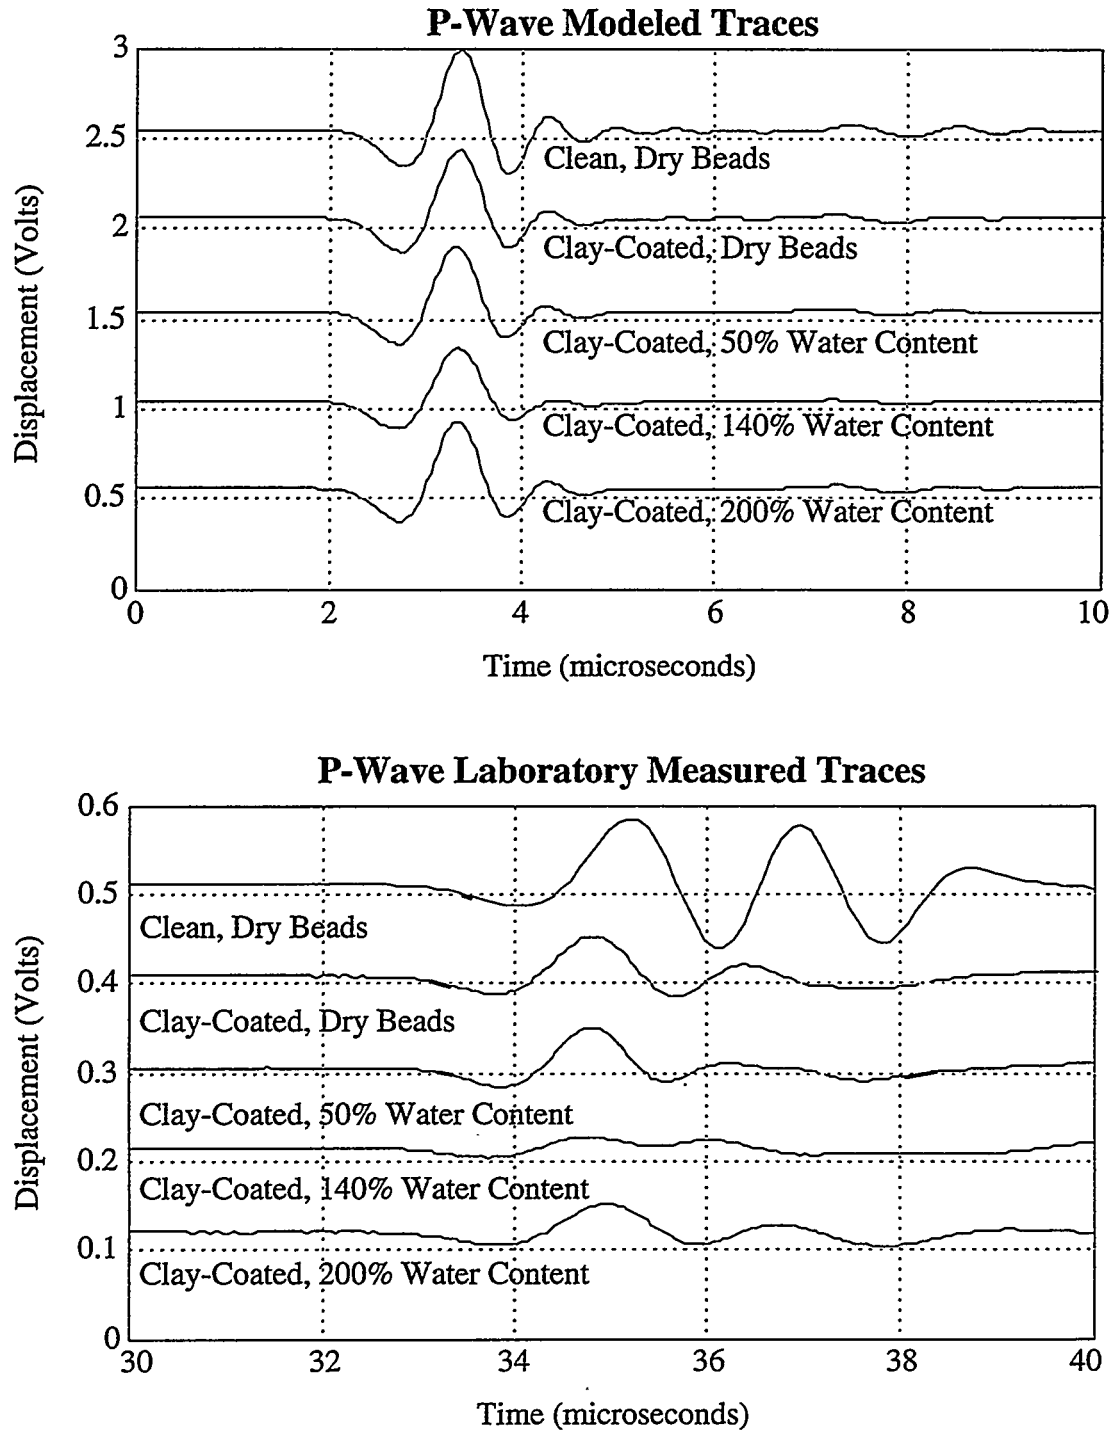 P-Wave Modeled Traces
3
2.5
2
1.5
1
0.5
0
Displacement (Volts)
Clean, Dry Beads
Clay-Coated, Dry Beads
Clay-Coated, 50% Water Content
Clay-Coated, 140% Water Content
Clay-Coated, 200% Water Content
0 2 4 6 8 10
Time (microseconds)
P-Wave Laboratory Measured Traces
0.6
0.5
0.4
0.3
0.2
0.1
0
Displacement (Volts)
Clean, Dry Beads
Clay-Coated, Dry Beads
Clay-Coated, 50% Water Content
Clay-Coated, 140% Water Content
Clay-Coated, 200% Water Content
30 32 34 36 38 40
Time (microseconds)